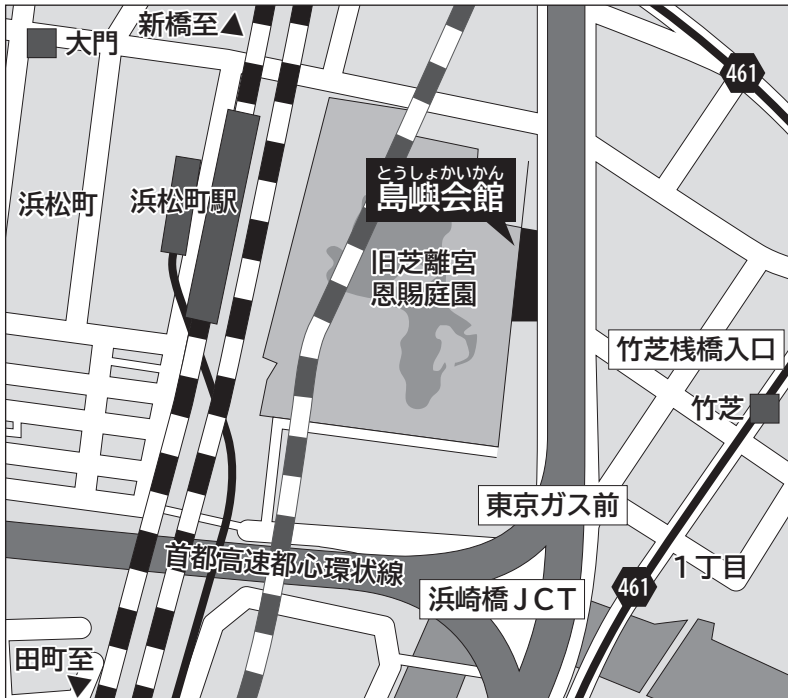 新橋至▲
大門
461
とうしょかいかん
島嶼会館
浜松町
浜松町駅
旧芝離宮
恩賜庭園
竹芝桟橋入口
竹芝
東京ガス前
首都高速都心環状線
1丁目
461
浜崎橋JCT
田町至
▼